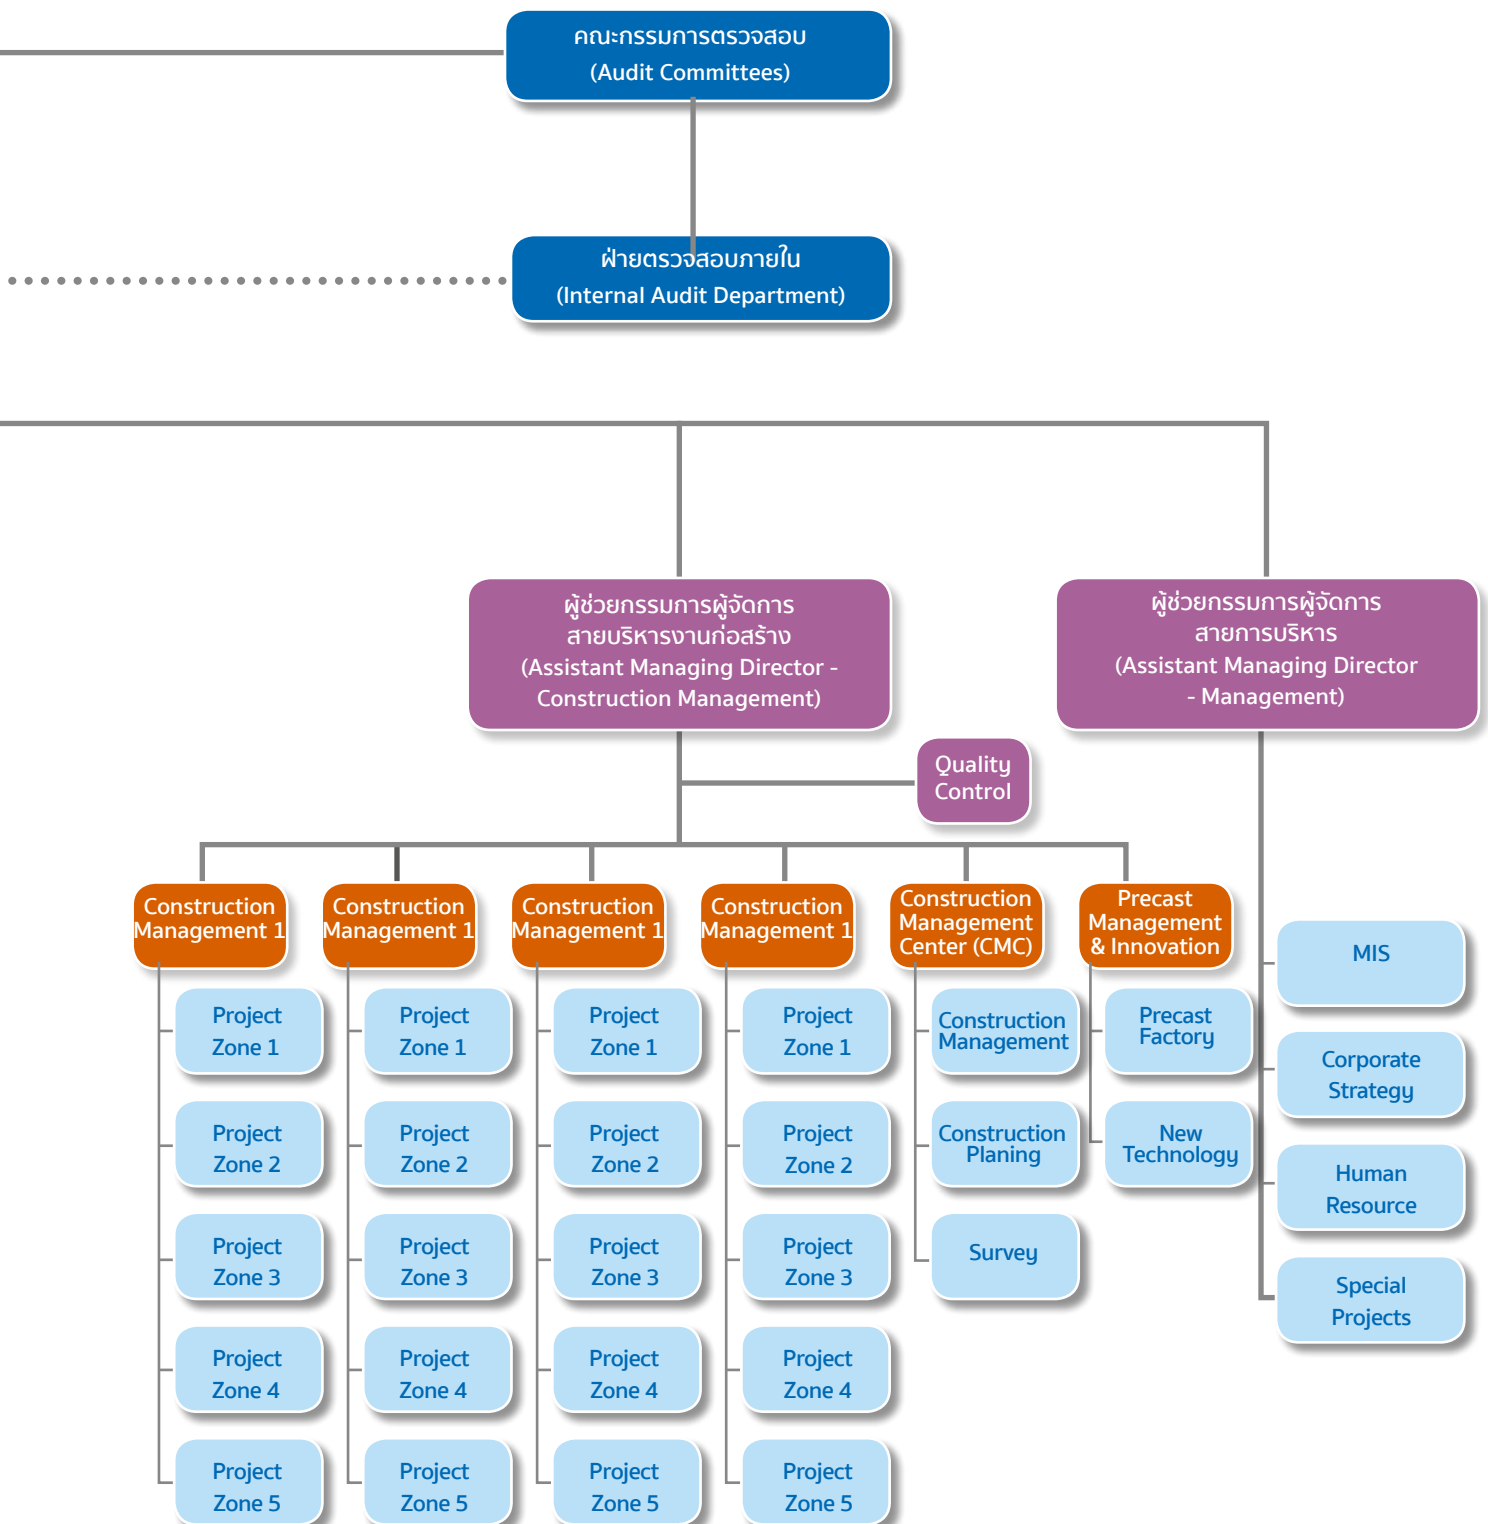 คณะกรรมการตรวจสอบ
(Audit Committees)
ฝ่ายตรวจสอบภายใน
(Internal Audit Department)
ผู้ช่วยกรรมการผู้จัดการ
สายบริหารงานก่อสร้าง
(Assistant Managing Director -
Construction Management)
ผู้ช่วยกรรมการผู้จัดการ
สายการบริหาร
(Assistant Managing Director
- Management)
Quality
Control
Construction
Management 1
Project
Zone 1
Project
Zone 2
Project
Zone 3
Project
Zone 4
Project
Zone 5
Construction
Management 1
Project
Zone 1
Project
Zone 2
Project
Zone 3
Project
Zone 4
Project
Zone 5
Construction
Management 1
Project
Zone 1
Project
Zone 2
Project
Zone 3
Project
Zone 4
Project
Zone 5
Construction
Management 1
Project
Zone 1
Project
Zone 2
Project
Zone 3
Project
Zone 4
Project
Zone 5
Construction
Management
Center (CMC)
Construction
Management
Construction
Planing
Survey
Precast
Management
& Innovation
Precast
Factory
New
Technology
MIS
Corporate
Strategy
Human
Resource
Special
Projects